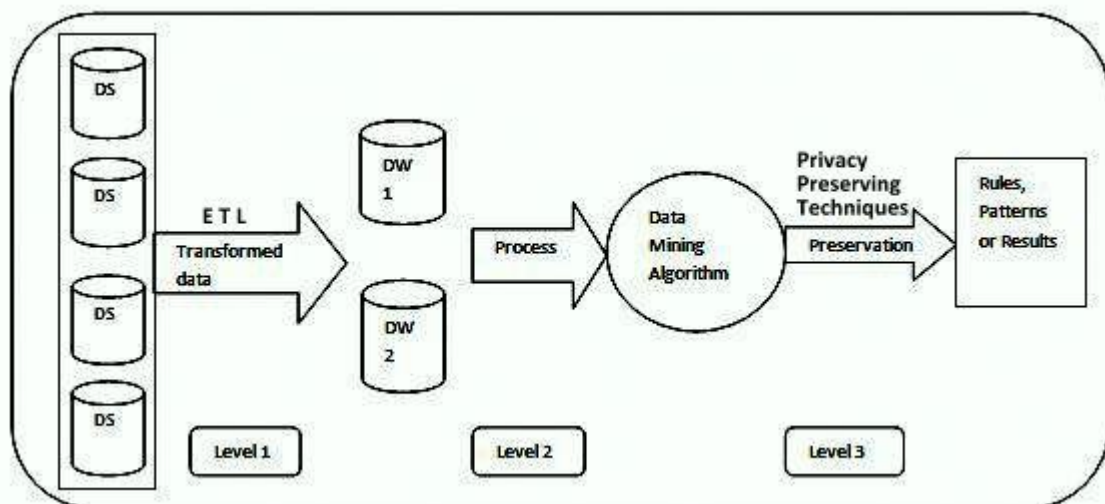 DS
DS
DS
DS
E T L
Transformed
data
DW
1
DW
2
Process
Data
Mining
Algorithm
Privacy
Preserving
Techniques
Preservation
Rules,
Patterns
or Results
Level 1
Level 2
Level 3